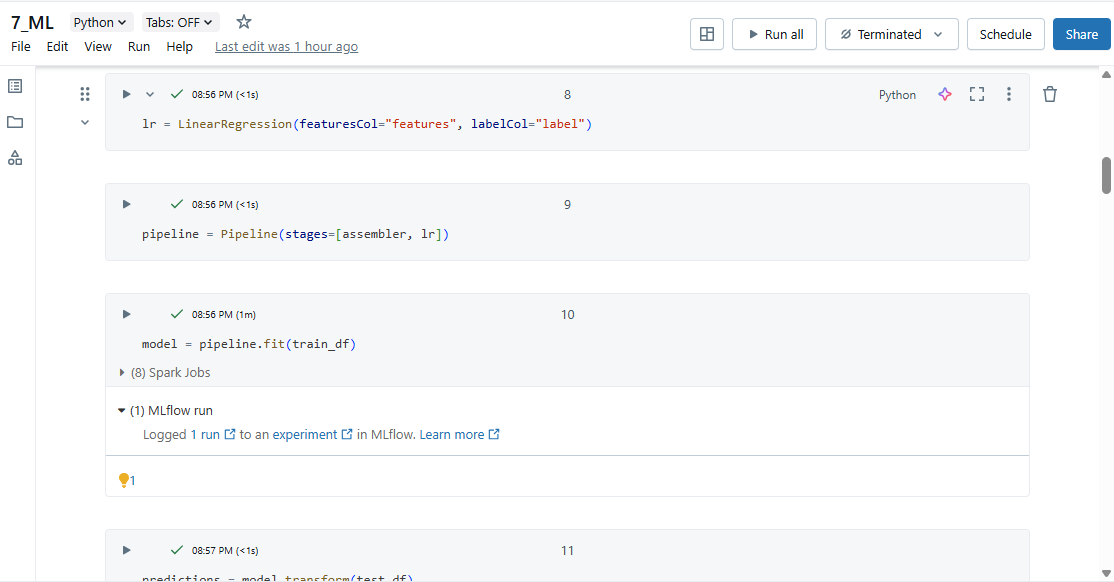 7_ML Python Tabs: OFF
File Edit View Run Help Last edit was 1 hour ago
Run all Terminated Schedule Share
08:56 PM (<1s) 8 Python
lr = LinearRegression(featuresCol="features", labelCol="label")
08:56 PM (<1s) 9
pipeline = Pipeline(stages=[assembler, lr])
08:56 PM (1m) 10
model = pipeline.fit(train_df)
(8) Spark Jobs
(1) MLflow run
Logged 1 run to an experiment in MLflow. Learn more
1
08:57 PM (<1s) 11
predictions = model.transform(test_df)